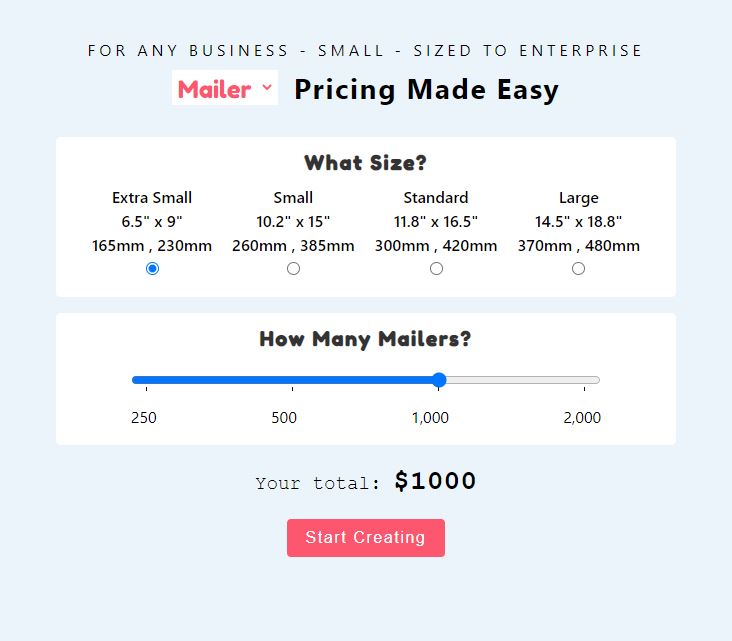 FOR ANY BUSINESS - SMALL - SIZED TO ENTERPRISE
Mailer Pricing Made Easy
What Size?
Extra Small Small Standard Large
6.5" x 9" 10.2" x 15" 11.8" x 16.5" 14.5" x 18.8"
165mm , 230mm 260mm , 385mm 300mm , 420mm 370mm , 480mm
How Many Mailers?
250 500 1,000 2,000
Your total: $1000
Start Creating